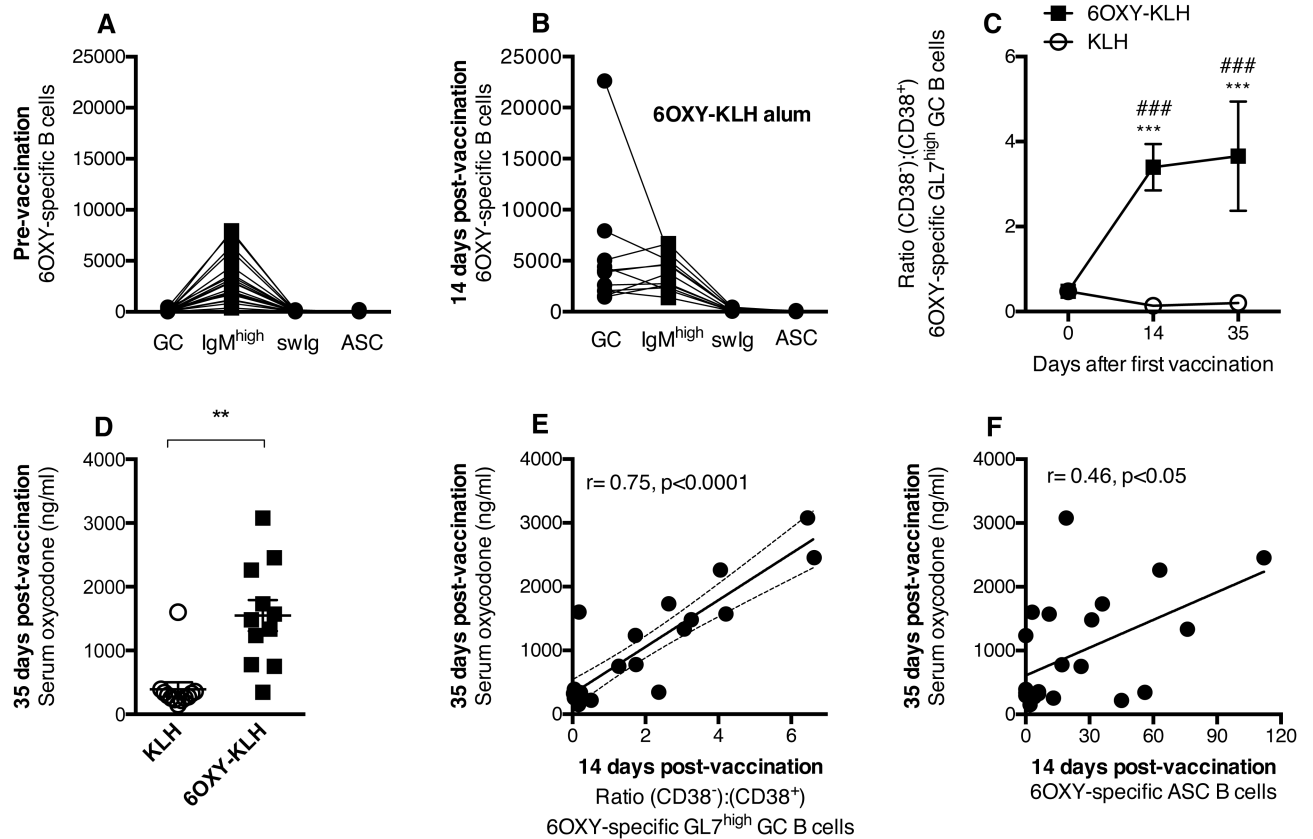 A
Pre-vaccination
6OXY-specific B cells
25000
20000
15000
10000
5000
0
GC IgMhigh swIg ASC
B
14 days post-vaccination
6OXY-specific B cells
25000
20000
15000
10000
5000
0
6OXY-KLH alum
GC IgMhigh swIg ASC
C
6OXY-KLH
KLH
Ratio (CD38-):(CD38+)
6OXY-specific GL7high GC B cells
6
4
2
0
###
***
###
***
0 14 35
Days after first vaccination
D
35 days post-vaccination
Serum oxycodone (ng/ml)
**
4000
3000
2000
1000
0
KLH
6OXY-KLH
E
35 days post-vaccination
Serum oxycodone (ng/ml)
4000
3000
2000
1000
0
r= 0.75, p<0.0001
0 2 4 6
14 days post-vaccination
Ratio (CD38-):(CD38+)
6OXY-specific GL7high GC B cells
F
35 days post-vaccination
Serum oxycodone (ng/ml)
4000
3000
2000
1000
0
r= 0.46, p<0.05
0 30 60 90 120
14 days post-vaccination
6OXY-specific ASC B cells